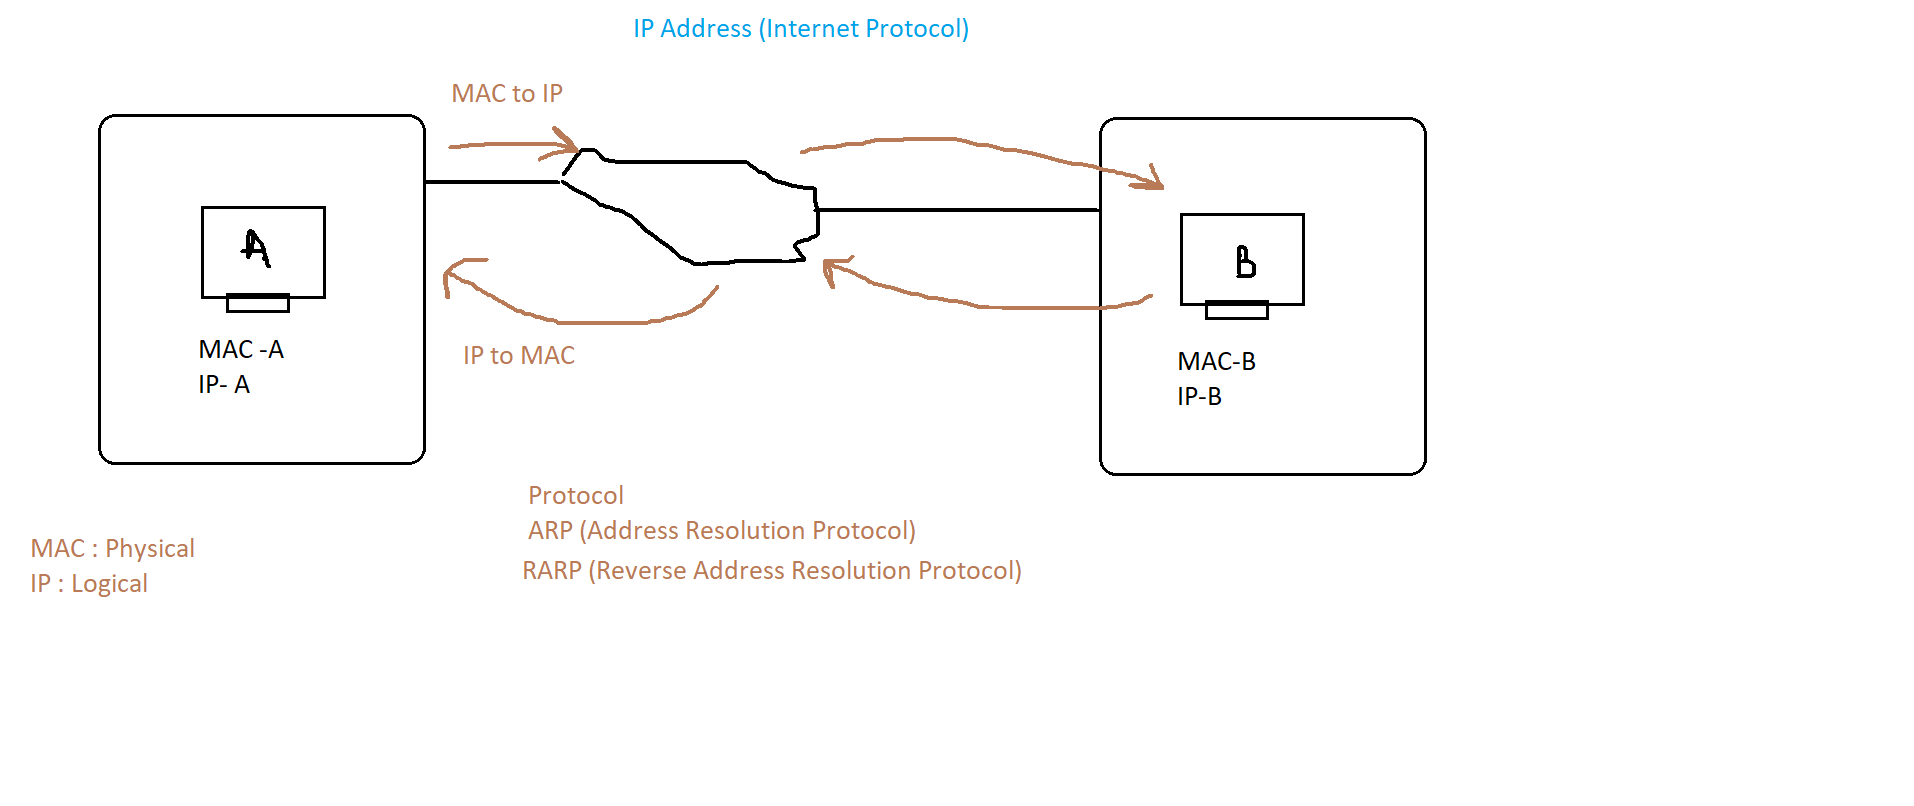 IP Address (Internet Protocol)
MAC to IP
A
B
MAC -A
IP- A
IP to MAC
MAC-B
IP-B
Protocol
ARP (Address Resolution Protocol)
RARP (Reverse Address Resolution Protocol)
MAC : Physical
IP : Logical